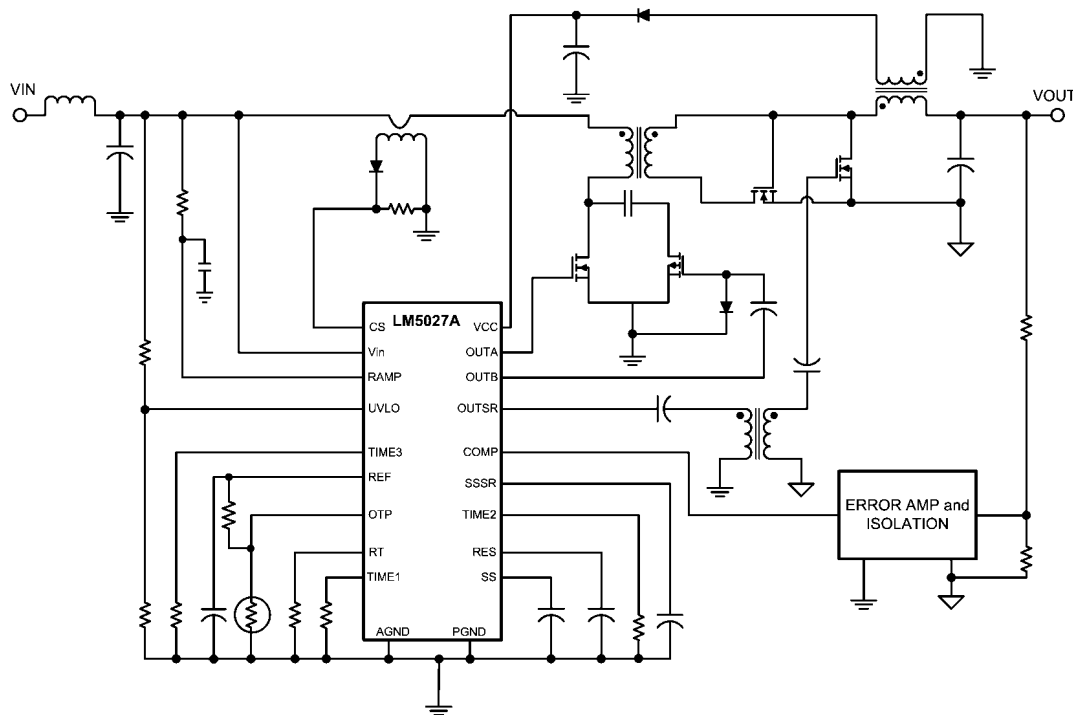 VIN
VOUT
LM5027A
CS
VCC
Vin
OUTA
RAMP
OUTB
UVLO
OUTSR
TIME3
COMP
REF
SSSR
OTP
TIME2
RT
RES
TIME1
SS
AGND
PGND
ERROR AMP and
ISOLATION